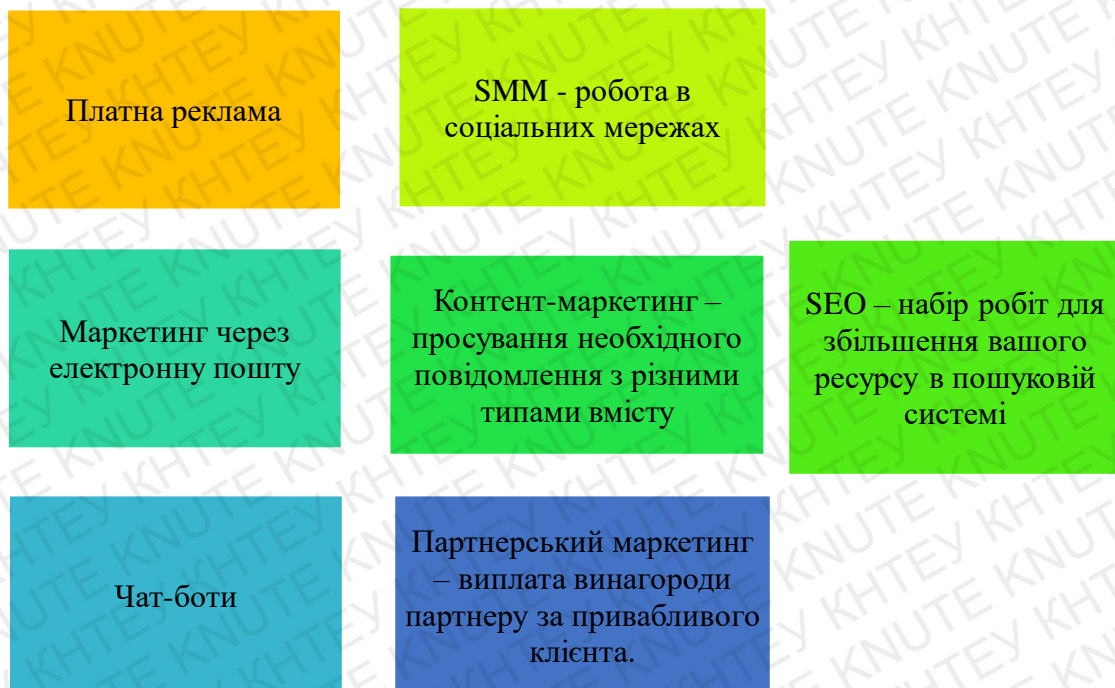 Платна реклама
SMM - робота в
соціальних мережах
Маркетинг через
електронну пошту
Контент-маркетинг –
просування необхідного
повідомлення з різними
типами вмісту
SEO – набір робіт для
збільшення вашого
ресурсу в пошуковій
системі
Чат-боти
Партнерський маркетинг
– виплата винагороди
партнеру за привабливого
клієнта.